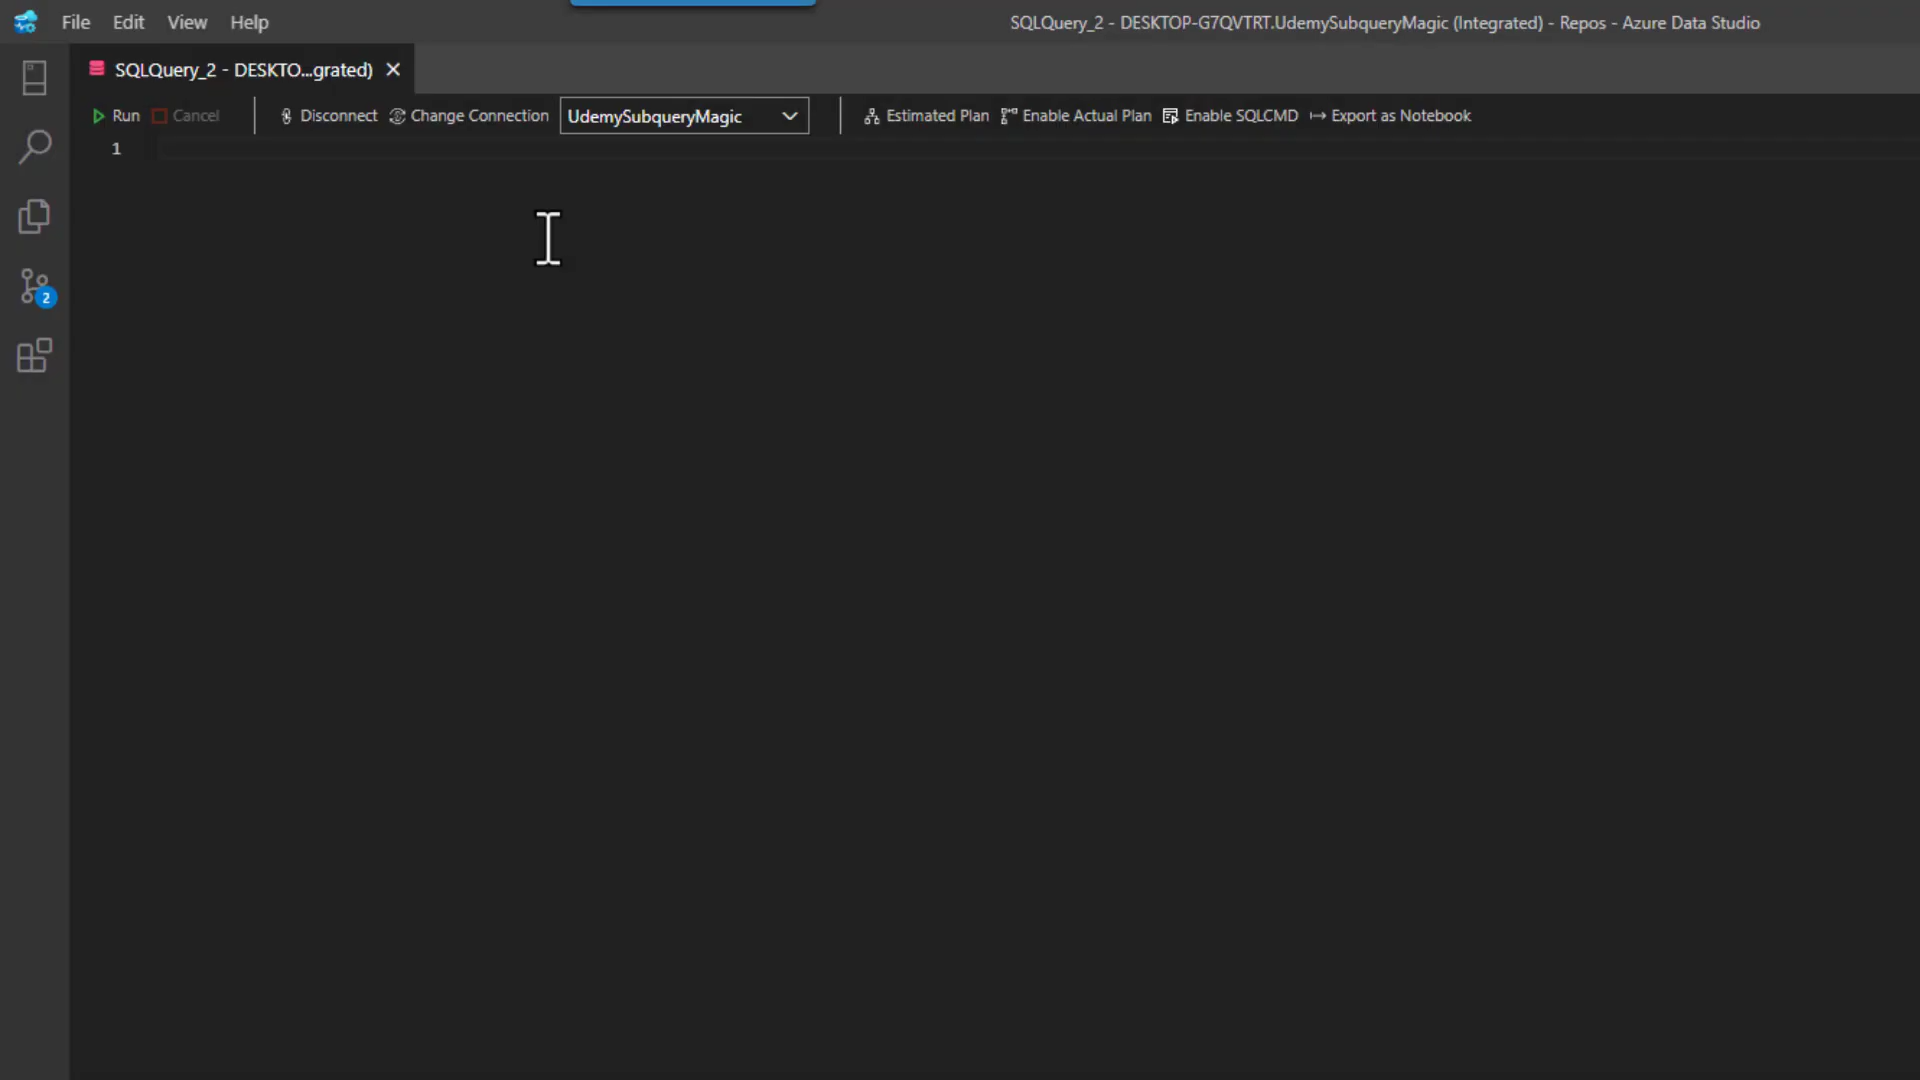 File Edit View Help SQLQuery_2 - DESKTOP-G7QVTRT.UdemySubqueryMagic (Integrated) - Repos - Azure Data Studio
SQLQuery_2 - DESKTO...grated)
Run Cancel Disconnect Change Connection UdemySubqueryMagic Estimated Plan Enable Actual Plan Enable SQLCMD Export as Notebook
1
2